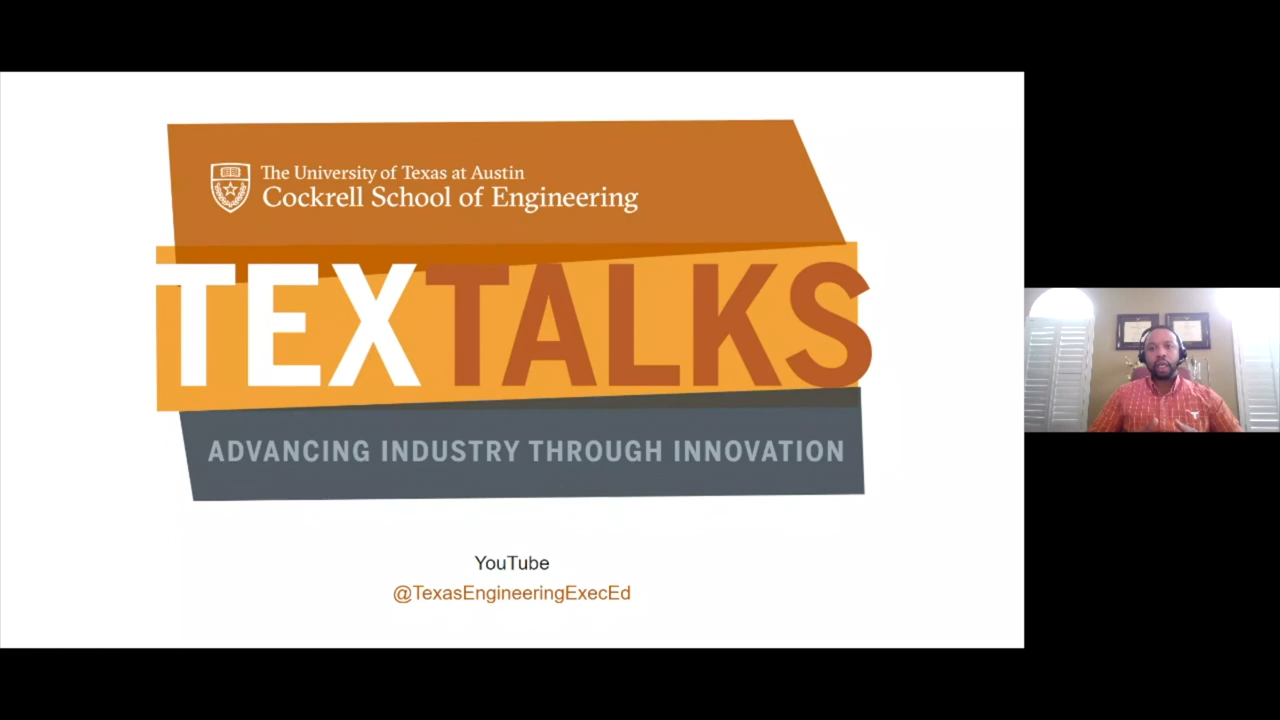 The University of Texas at Austin
Cockrell School of Engineering
TEXTALKS
ADVANCING INDUSTRY THROUGH INNOVATION
YouTube
@TexasEngineeringExecEd